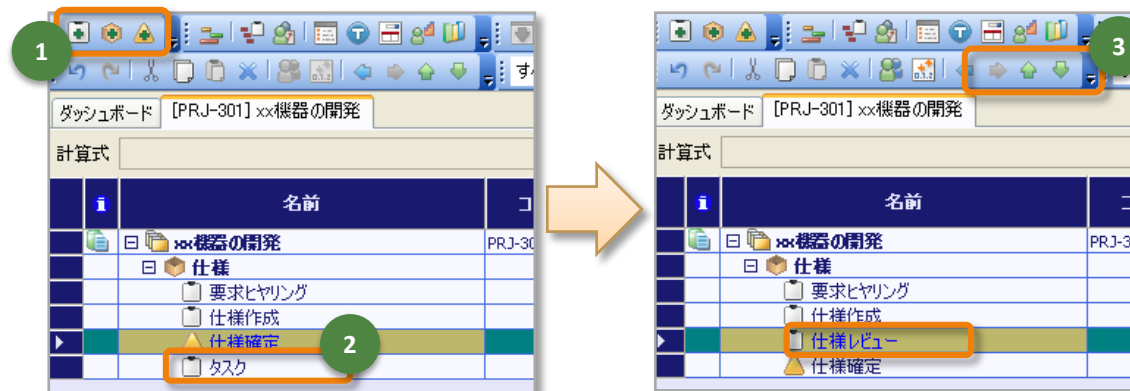 1
す
ダッシュボード [PRJ-301] xx機器の開発
計算式
i 名前 コ
xx機器の開発 PRJ-30
仕様
要求ヒヤリング
仕様作成
仕様確定
2
タスク
3
ダッシュボード [PRJ-301] xx機器の開発
計算式
i 名前 コ
xx機器の開発 PRJ-3
仕様
要求ヒヤリング
仕様作成
仕様レビュー
仕様確定